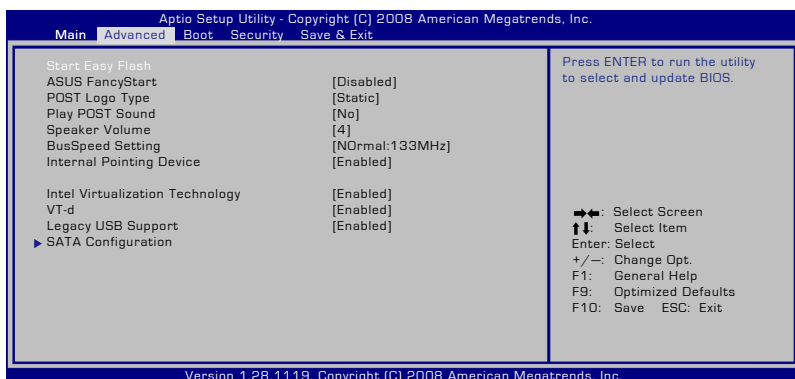 Aptio Setup Utility - Copyright (C) 2008 American Megatrends, Inc.
Main Advanced Boot Security Save & Exit
Start Easy Flash
ASUS FancyStart [Disabled]
POST Logo Type [Static]
Play POST Sound [No]
Speaker Volume [4]
BusSpeed Setting [N0rmal:133MHz]
Internal Pointing Device [Enabled]
Intel Virtualization Technology [Enabled]
VT-d [Enabled]
Legacy USB Support [Enabled]
SATA Configuration
Press ENTER to run the utility
to select and update BIOS.
→←: Select Screen
↑↓: Select Item
Enter: Select
+/—: Change Opt.
F1: General Help
F9: Optimized Defaults
F10: Save ESC: Exit
Version 1.28.1119. Copyright (C) 2008 American Megatrends, Inc.